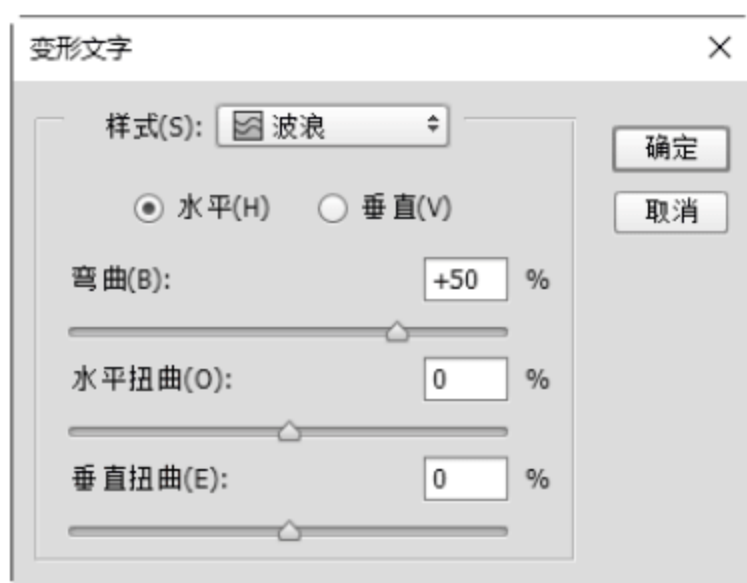 变形文字
样式(S): 波浪
确定
水平(H) 垂直(V)
取消
弯曲(B): +50 %
水平扭曲(O): 0 %
垂直扭曲(E): 0 %